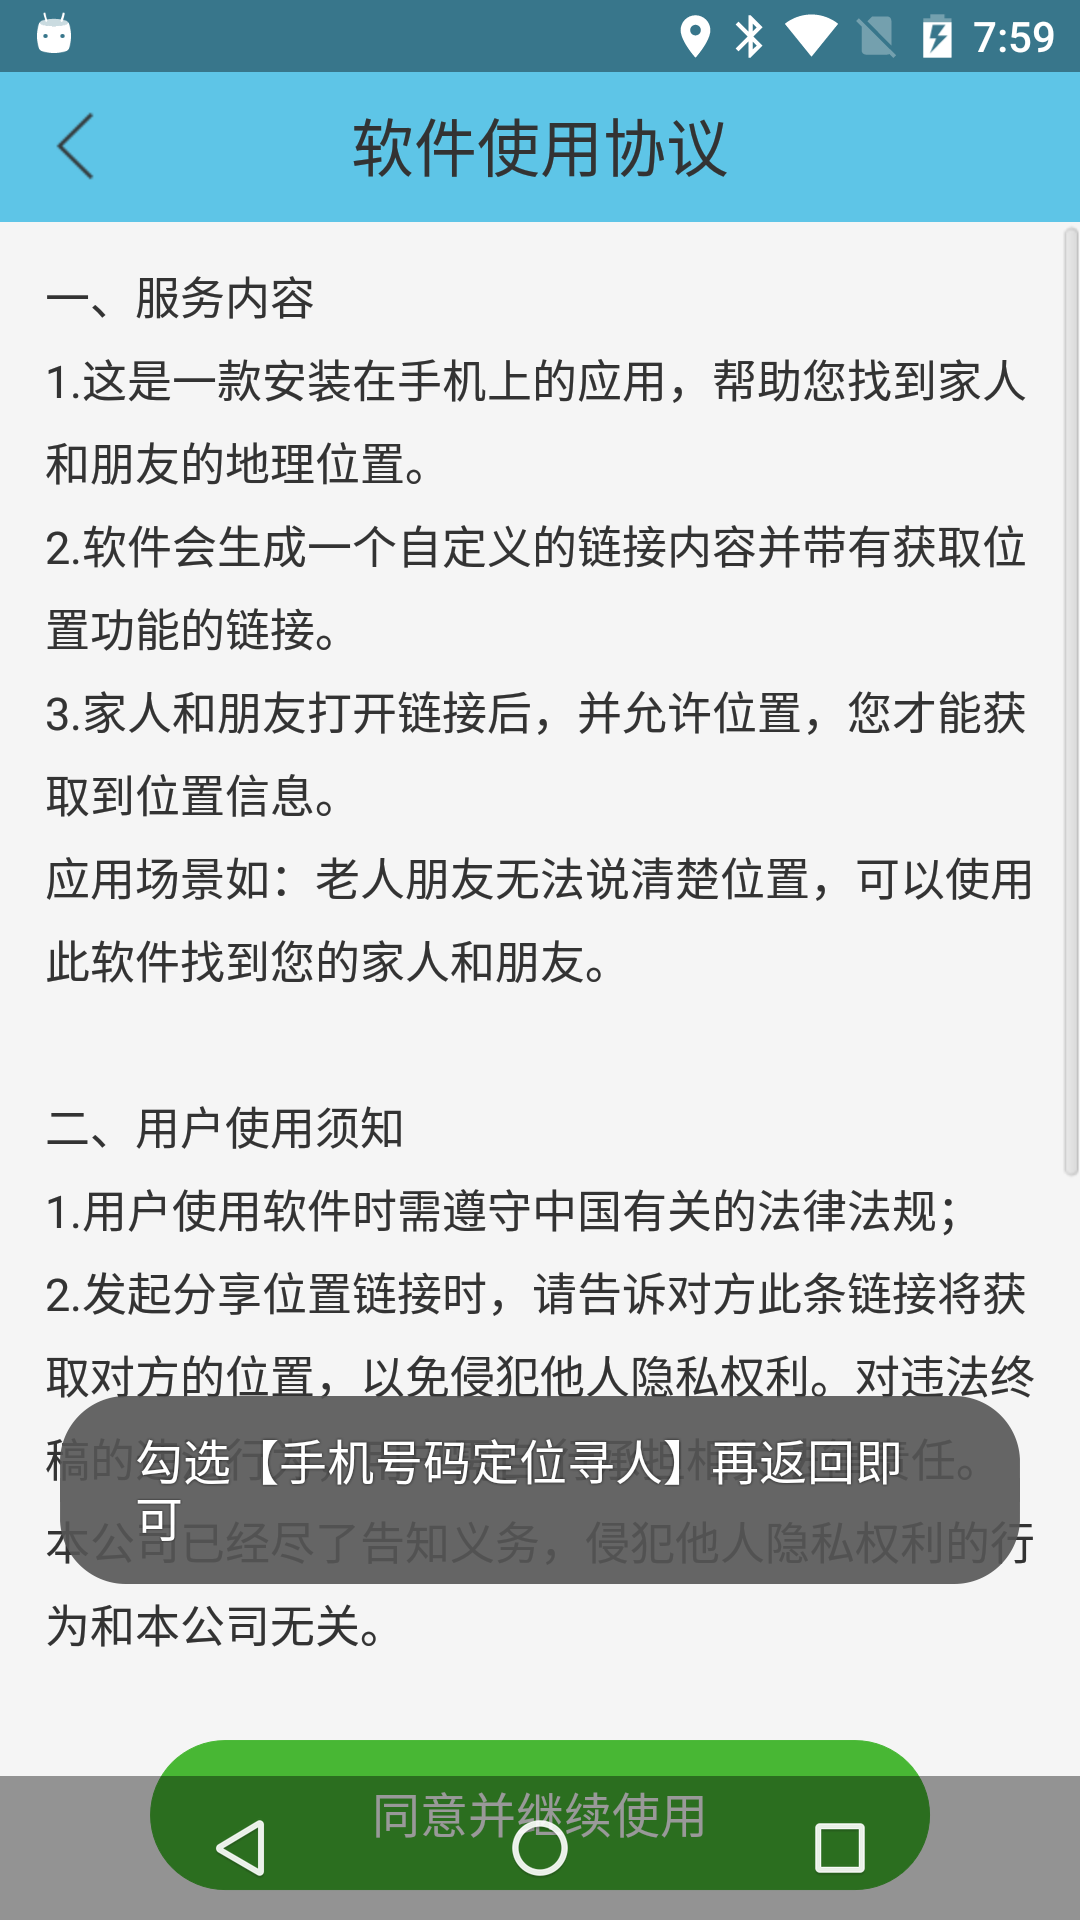 7:59
软件使用协议
一、服务内容
1.这是一款安装在手机上的应用，帮助您找到家人
和朋友的地理位置。
2.软件会生成一个自定义的链接内容并带有获取位
置功能的链接。
3.家人和朋友打开链接后，并允许位置，您才能获
取到位置信息。
应用场景如：老人朋友无法说清楚位置，可以使用
此软件找到您的家人和朋友。
二、用户使用须知
1.用户使用软件时需遵守中国有关的法律法规；
2.发起分享位置链接时，请告诉对方此条链接将获
取对方的位置，以免侵犯他人隐私权利。对违法终
稿的
责任。
勾选【手机号码定位寻人】再返回即
可
本公司已经尽了告知义务，侵犯他人隐私权利的行
为和本公司无关。
同意并继续使用